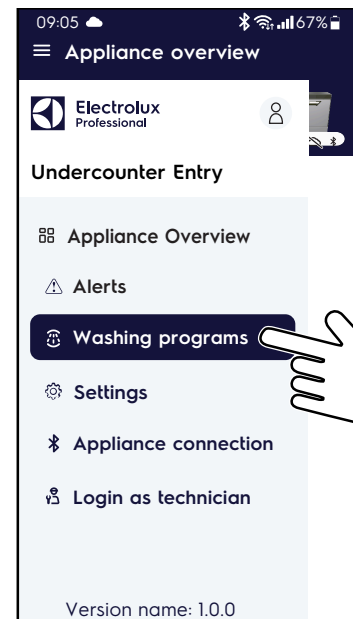 09:05 67%
Appliance overview
Electrolux
Professional
Undercounter Entry
Appliance Overview
Alerts
Washing programs
Settings
Appliance connection
Login as technician
Version name: 1.0.0